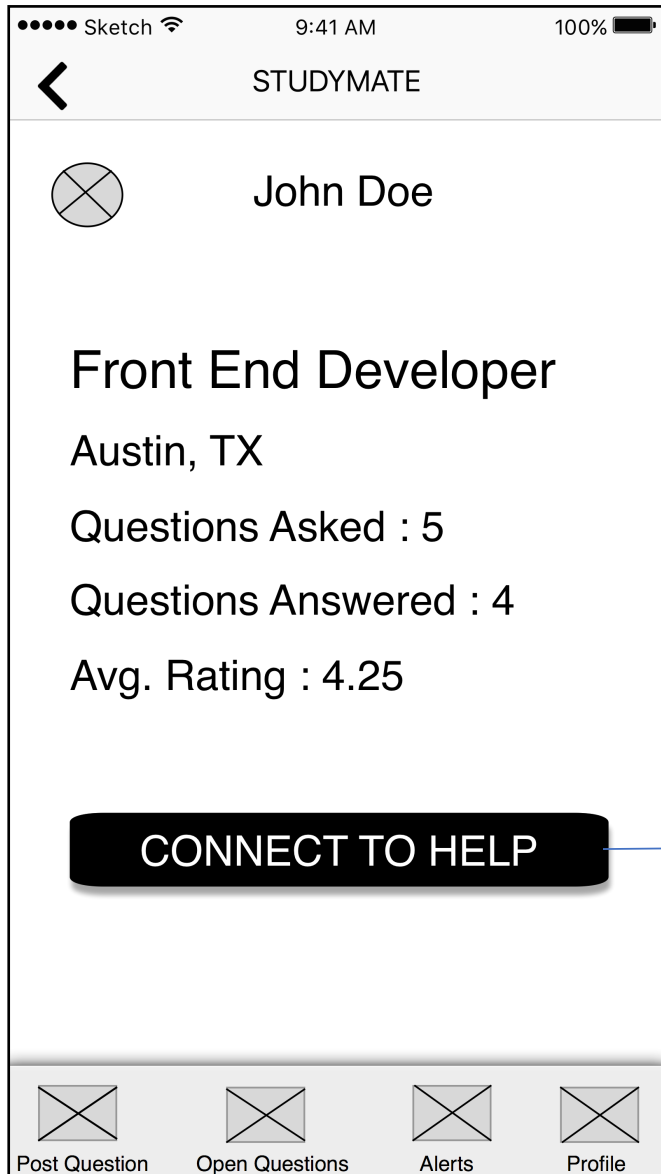 ●●●●● Sketch 9:41 AM 100%
STUDYMATE
John Doe
Front End Developer
Austin, TX
Questions Asked : 5
Questions Answered : 4
Avg. Rating : 4.25
CONNECT TO HELP
Post Question Open Questions Alerts Profile